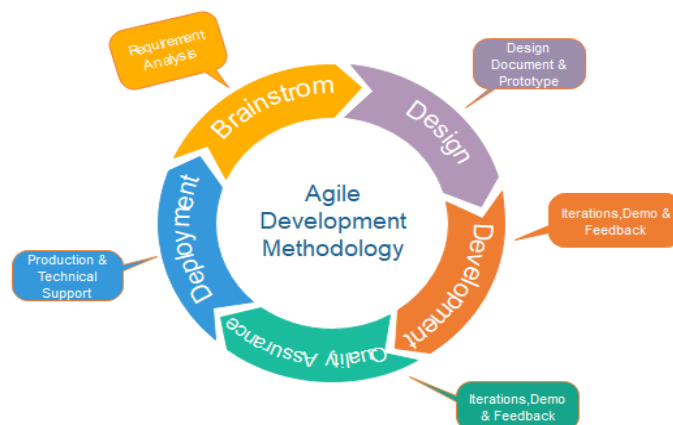 Requirement
Analysis
Brainstrom
Design
Document &
Prototype
Design
Agile
Development
Methodology
Iterations,Demo &
Feedback
Development
Deployment
Production &
Technical
Support
Quality Assurance
Iterations,Demo
& Feedback